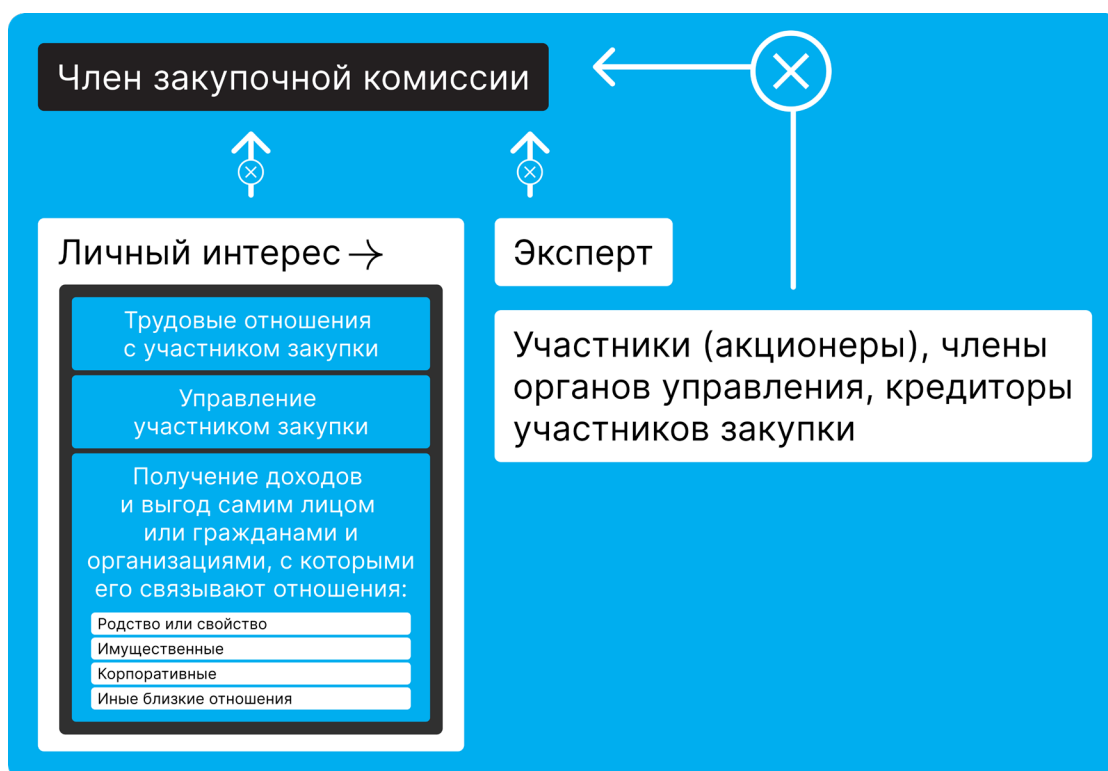 Член закупочной комиссии
Личный интерес →
Трудовые отношения
с участником закупки
Управление
участником закупки
Получение доходов
и выгод самим лицом
или гражданами и
организациями, с которыми
его связывают отношения:
Родство или свойство
Имущественные
Корпоративные
Иные близкие отношения
Эксперт
Участники (акционеры), члены
органов управления, кредиторы
участников закупки